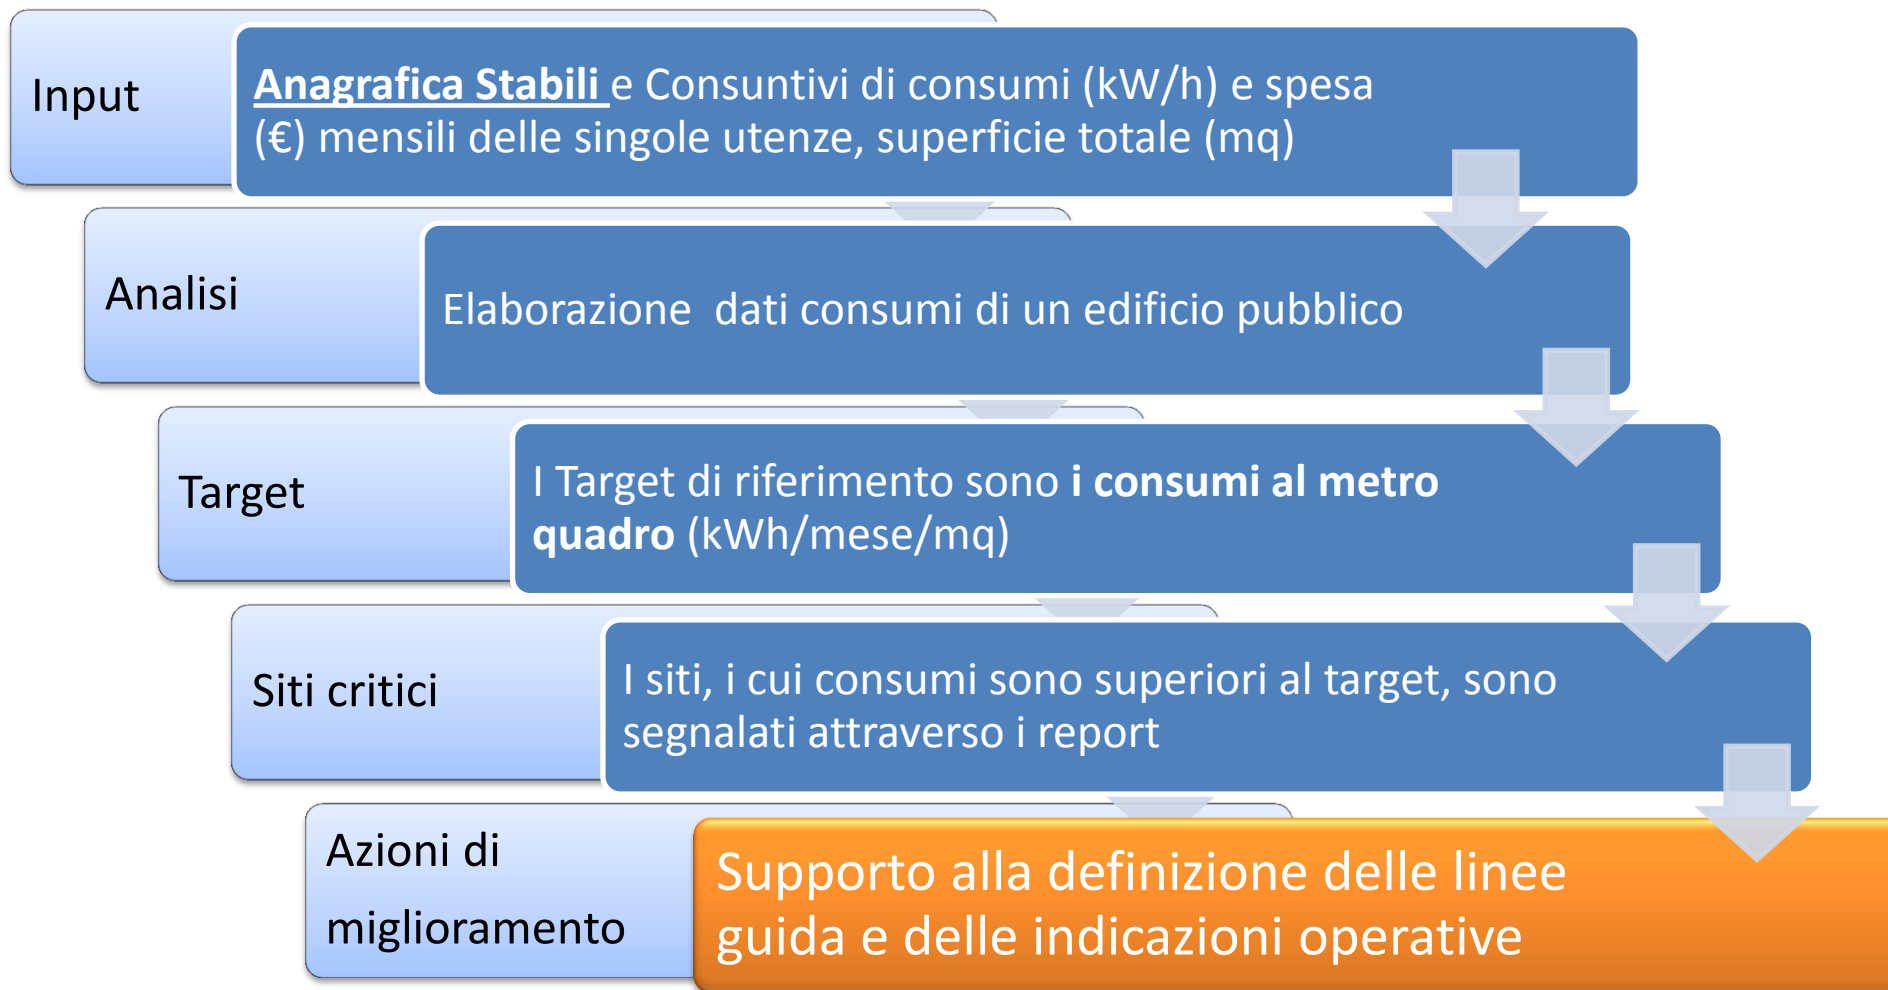 Input
Anagrafica Stabili e Consuntivi di consumi (kW/h) e spesa
(€) mensili delle singole utenze, superficie totale (mq)
Analisi
Elaborazione  dati consumi di un edificio pubblico
Target
I Target di riferimento sono i consumi al metro
quadro (kWh/mese/mq)
Siti critici
I siti, i cui consumi sono superiori al target, sono
segnalati attraverso i report
Azioni di
miglioramento
Supporto alla definizione delle linee
guida e delle indicazioni operative